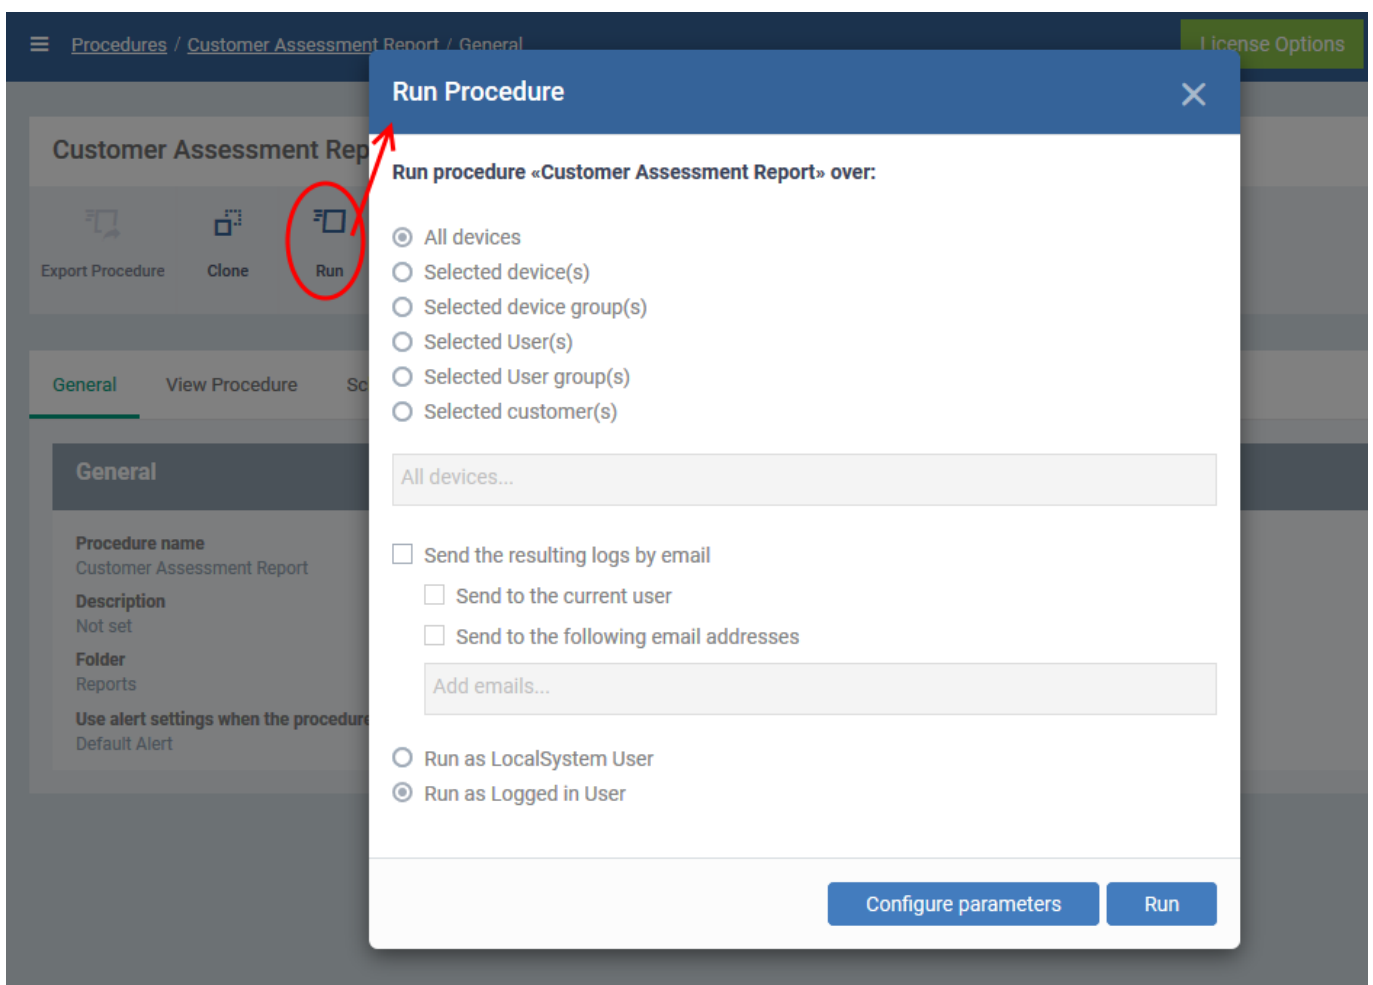 Procedures / Customer Assessment Report / General
License Options
Run Procedure
Customer Assessment Rep
Run procedure «Customer Assessment Report» over:
Export Procedure
Clone
Run
All devices
Selected device(s)
Selected device group(s)
Selected User(s)
Selected User group(s)
Selected customer(s)
General
View Procedure
Sc
All devices...
General
Procedure name
Customer Assessment Report
Description
Not set
Folder
Reports
Use alert settings when the procedure
Default Alert
Send the resulting logs by email
Send to the current user
Send to the following email addresses
Add emails...
Run as LocalSystem User
Run as Logged in User
Configure parameters
Run